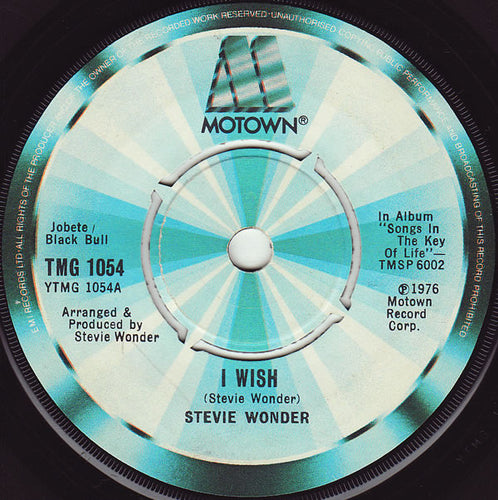 EMI RECORDS LTD·ALL RIGHTS OF THE PRODUCER AND OF THE OWNER OF THE RECORDED WORK RESERVED·UNAUTHORISED COPYING PUBLIC PERFORMANCE AND BROADCASTING OF THIS RECORD PROHIBITED
MOTOWN®
Jobete /
Black Bull
TMG 1054
YTMG 1054A
Arranged &
Produced by
Stevie Wonder
In Album
"Songs In
The Key
Of Life"—
TMSP 6002
℗1976
Motown
Record
Corp.
I WISH
(Stevie Wonder)
STEVIE WONDER